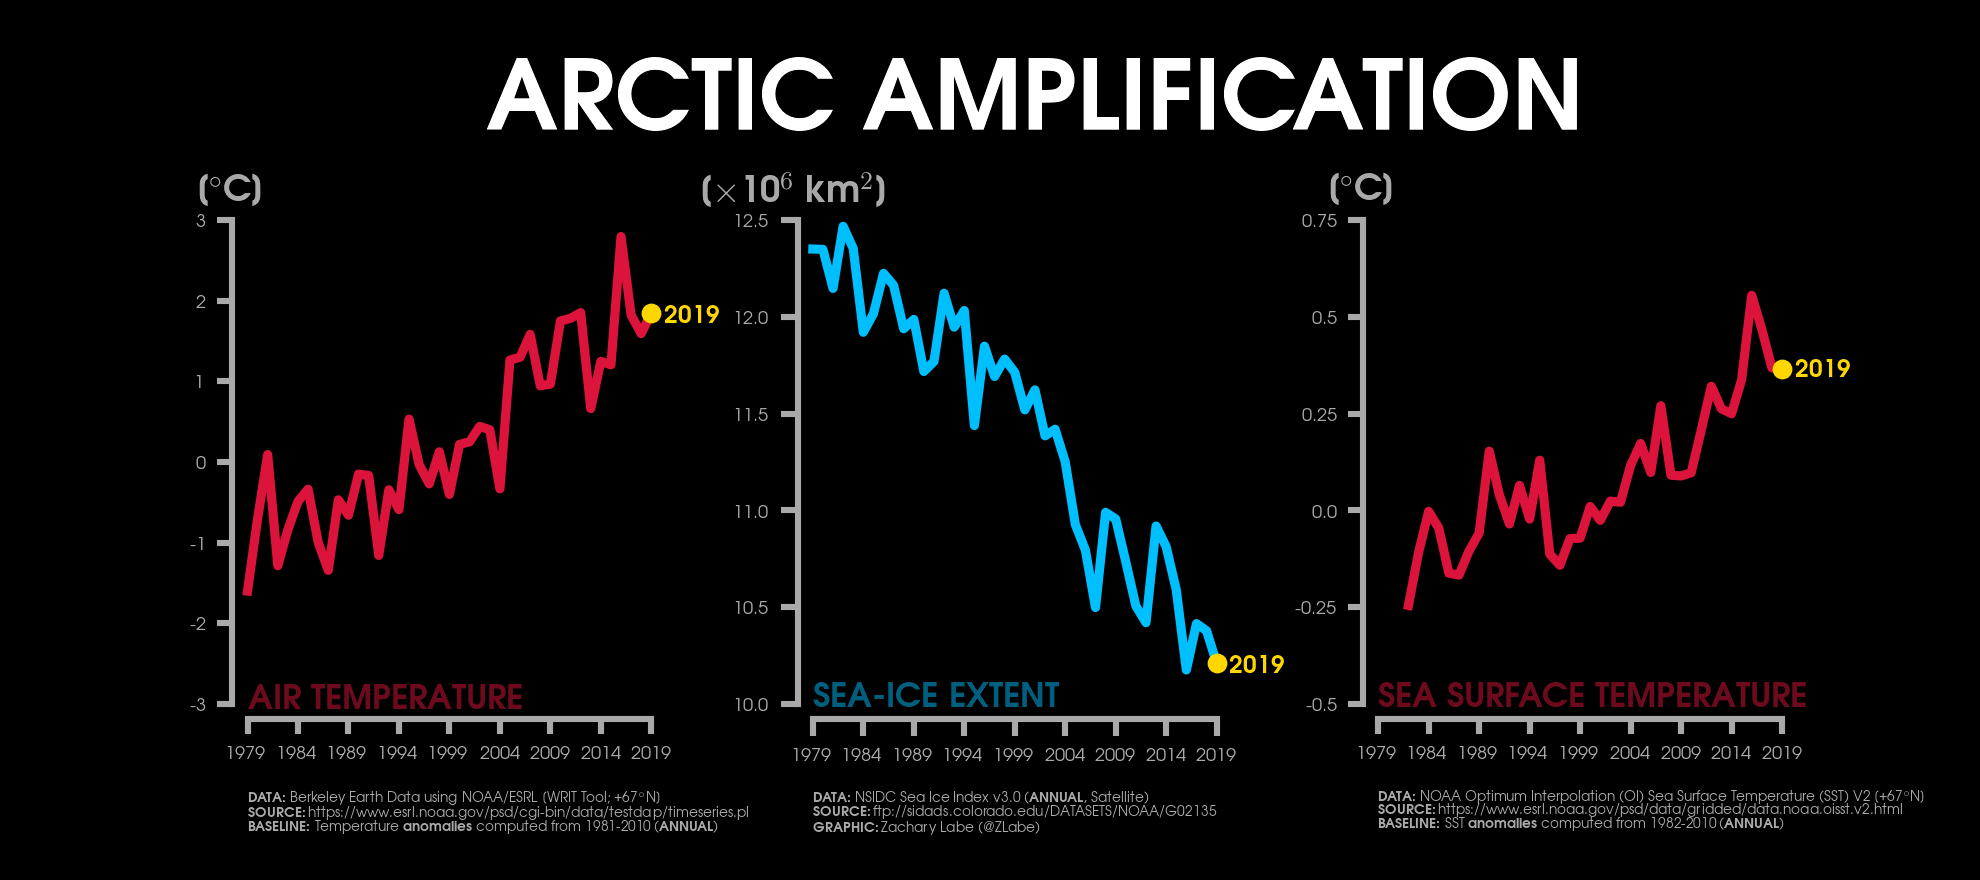 ARCTIC AMPLIFICATION
(°C)
3
2
1
0
-1
-2
-3
2019
AIR TEMPERATURE
1979 1984 1989 1994 1999 2004 2009 2014 2019
DATA: Berkeley Earth Data using NOAA/ESRL (WRIT Tool; +67°N)
SOURCE: https://www.esrl.noaa.gov/psd/cgi-bin/data/testdap/timeseries.pl
BASELINE: Temperature anomalies computed from 1981-2010 (ANNUAL)
(×10⁶ km²)
12.5
12.0
11.5
11.0
10.5
10.0
2019
SEA-ICE EXTENT
1979 1984 1989 1994 1999 2004 2009 2014 2019
DATA: NSIDC Sea Ice Index v3.0 (ANNUAL, Satellite)
SOURCE: ftp://sidads.colorado.edu/DATASETS/NOAA/G02135
GRAPHIC: Zachary Labe (@ZLabe)
(°C)
0.75
0.5
0.25
0.0
-0.25
-0.5
2019
SEA SURFACE TEMPERATURE
1979 1984 1989 1994 1999 2004 2009 2014 2019
DATA: NOAA Optimum Interpolation (OI) Sea Surface Temperature (SST) V2 (+67°N)
SOURCE: https://www.esrl.noaa.gov/psd/data/gridded/data.noaa.oisst.v2.html
BASELINE: SST anomalies computed from 1982-2010 (ANNUAL)